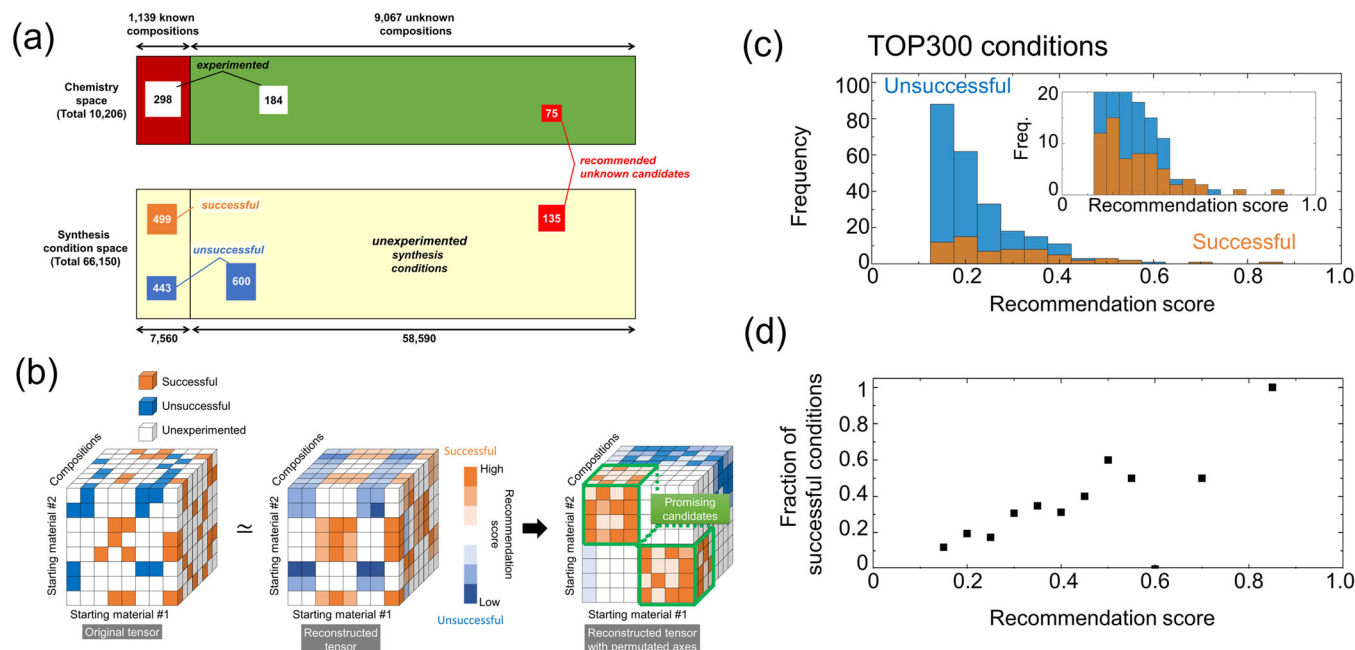 (a)
1,139 known
compositions
9,067 unknown
compositions
Chemistry
space
(Total 10,206)
experimented
298
184
75
recommended
unknown candidates
Synthesis
condition space
(Total 66,150)
499
successful
unsuccessful
443
600
135
unexperimented
synthesis
conditions
7,560
58,590
(b)
Successful
Unsuccessful
Unexperimented
Compositions
Starting material #2
Starting material #1
Original tensor
≃
Compositions
Starting material #2
Starting material #1
Reconstructed
tensor
Successful
High
Recommendation
score
Low
Unsuccessful
Compositions
Starting material #2
Promising
candidates
Starting material #1
Reconstructed tensor
with permutated axes
(c)
TOP300 conditions
Unsuccessful
Successful
Frequency
100
80
60
40
20
0
0
0.2
0.4
0.6
0.8
1.0
Recommendation score
Freq.
20
10
0
0
1.0
Recommendation score
(d)
Fraction of
successful conditions
1
0.8
0.6
0.4
0.2
0
0
0.2
0.4
0.6
0.8
1.0
Recommendation score